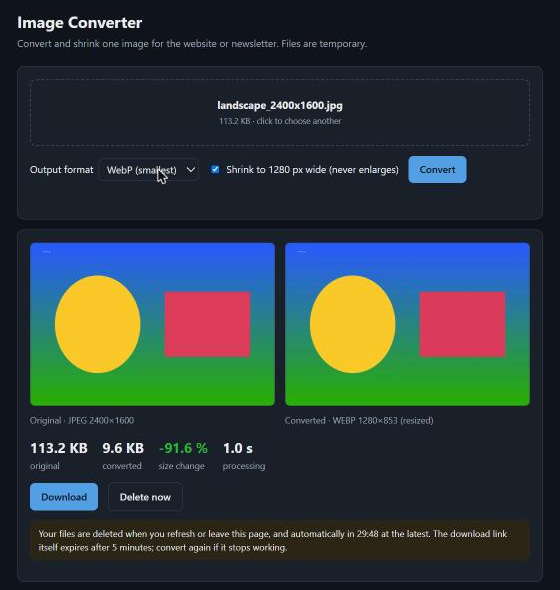 Image Converter
Convert and shrink one image for the website or newsletter. Files are temporary.
landscape_2400x1600.jpg
113.2 KB · click to choose another
Output format WebP (smallest) Shrink to 1280 px wide (never enlarges) Convert
Original · JPEG 2400×1600 Converted · WEBP 1280×853 (resized)
113.2 KB 9.6 KB -91.6 % 1.0 s
original converted size change processing
Download Delete now
Your files are deleted when you refresh or leave this page, and automatically in 29:48 at the latest. The download link
itself expires after 5 minutes; convert again if it stops working.